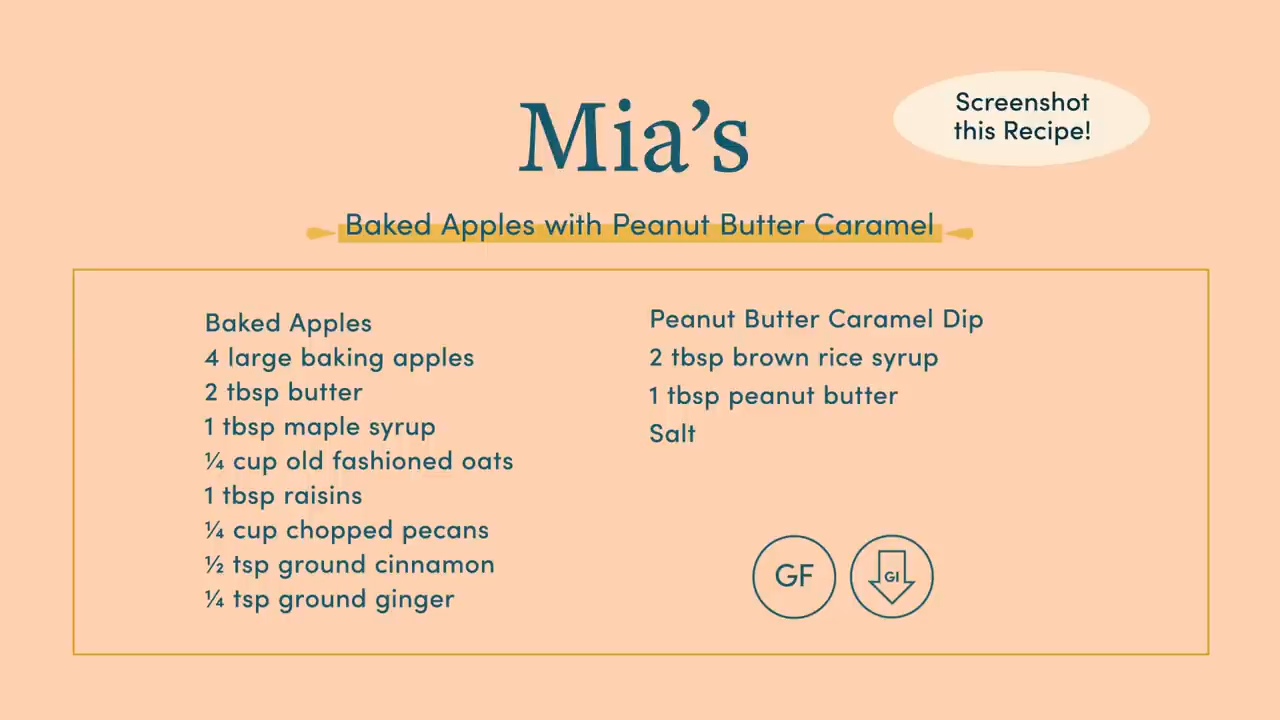 Mia’s
Screenshot
this Recipe!
Baked Apples with Peanut Butter Caramel
Baked Apples
4 large baking apples
2 tbsp butter
1 tbsp maple syrup
¼ cup old fashioned oats
1 tbsp raisins
¼ cup chopped pecans
½ tsp ground cinnamon
¼ tsp ground ginger
Peanut Butter Caramel Dip
2 tbsp brown rice syrup
1 tbsp peanut butter
Salt
GF
GI